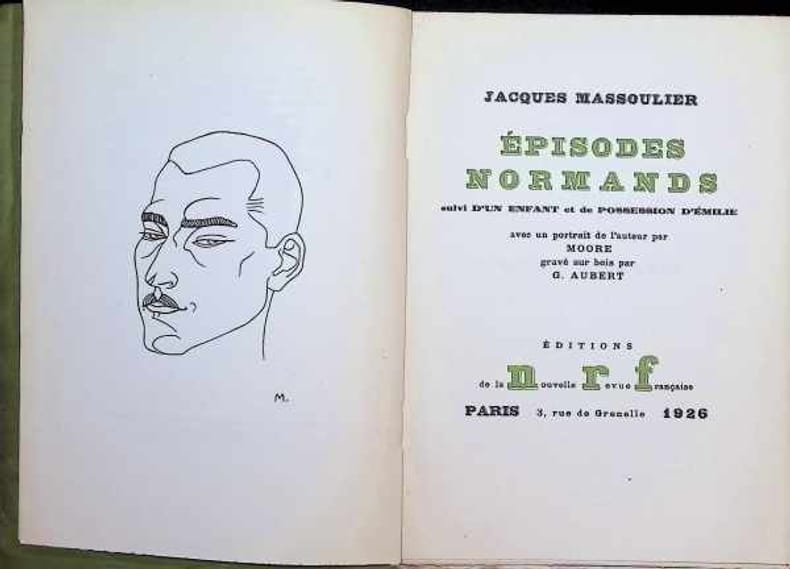 M.
JACQUES MASSOULIER
ÉPISODES
NORMANDS
suivi D'UN ENFANT et de POSSESSION D'ÉMILIE
avec un portrait de l'auteur par
MOORE
gravé sur bois par
G. AUBERT
ÉDITIONS
de la nouvelle revue française
PARIS 3, rue de Grenelle 1926